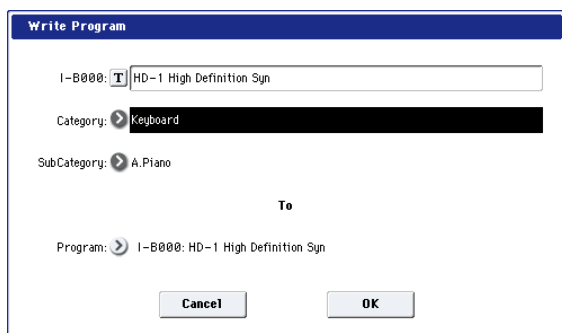 Write Program
I-B000: T HD-1 High Definition Syn
Category: Keyboard
SubCategory: A.Piano
To
Program: I-B000: HD-1 High Definition Syn
Cancel OK